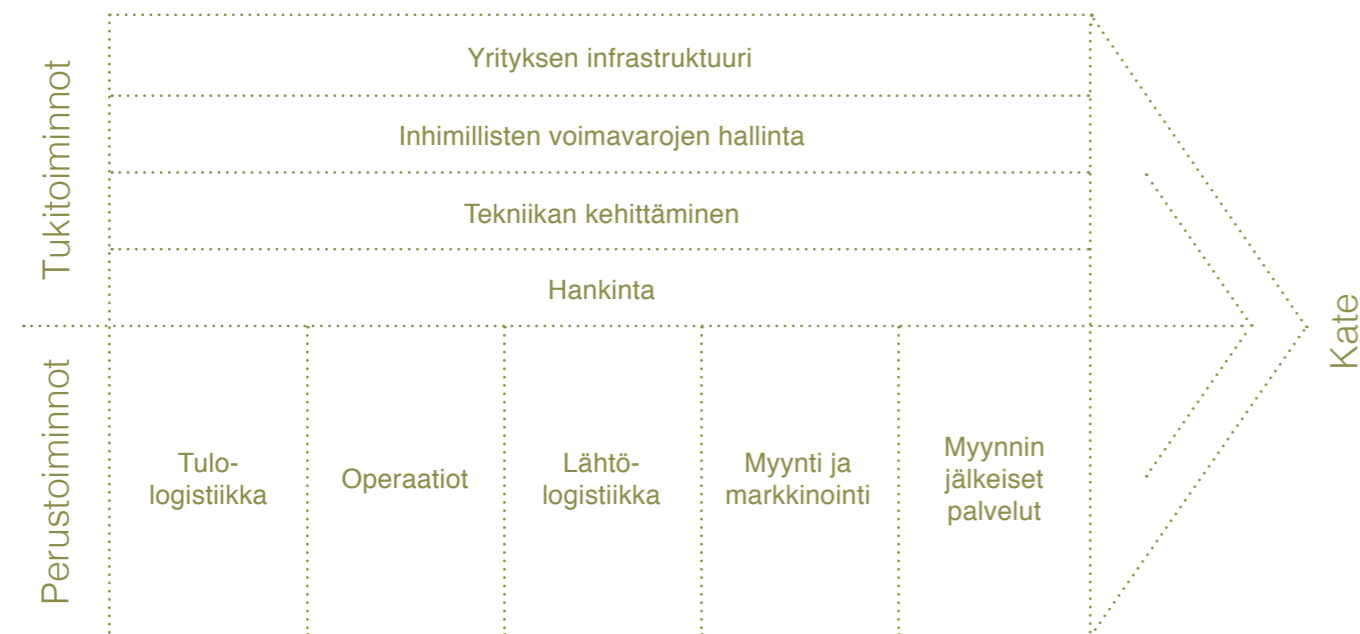 Tukitoiminnot
Yrityksen infrastruktuuri
Inhimillisten voimavarojen hallinta
Tekniikan kehittäminen
Hankinta
Perustoiminnot
Tulo-
logistiikka
Operaatiot
Lähtö-
logistiikka
Myynti ja
markkinointi
Myynnin
jälkeiset
palvelut
Kate